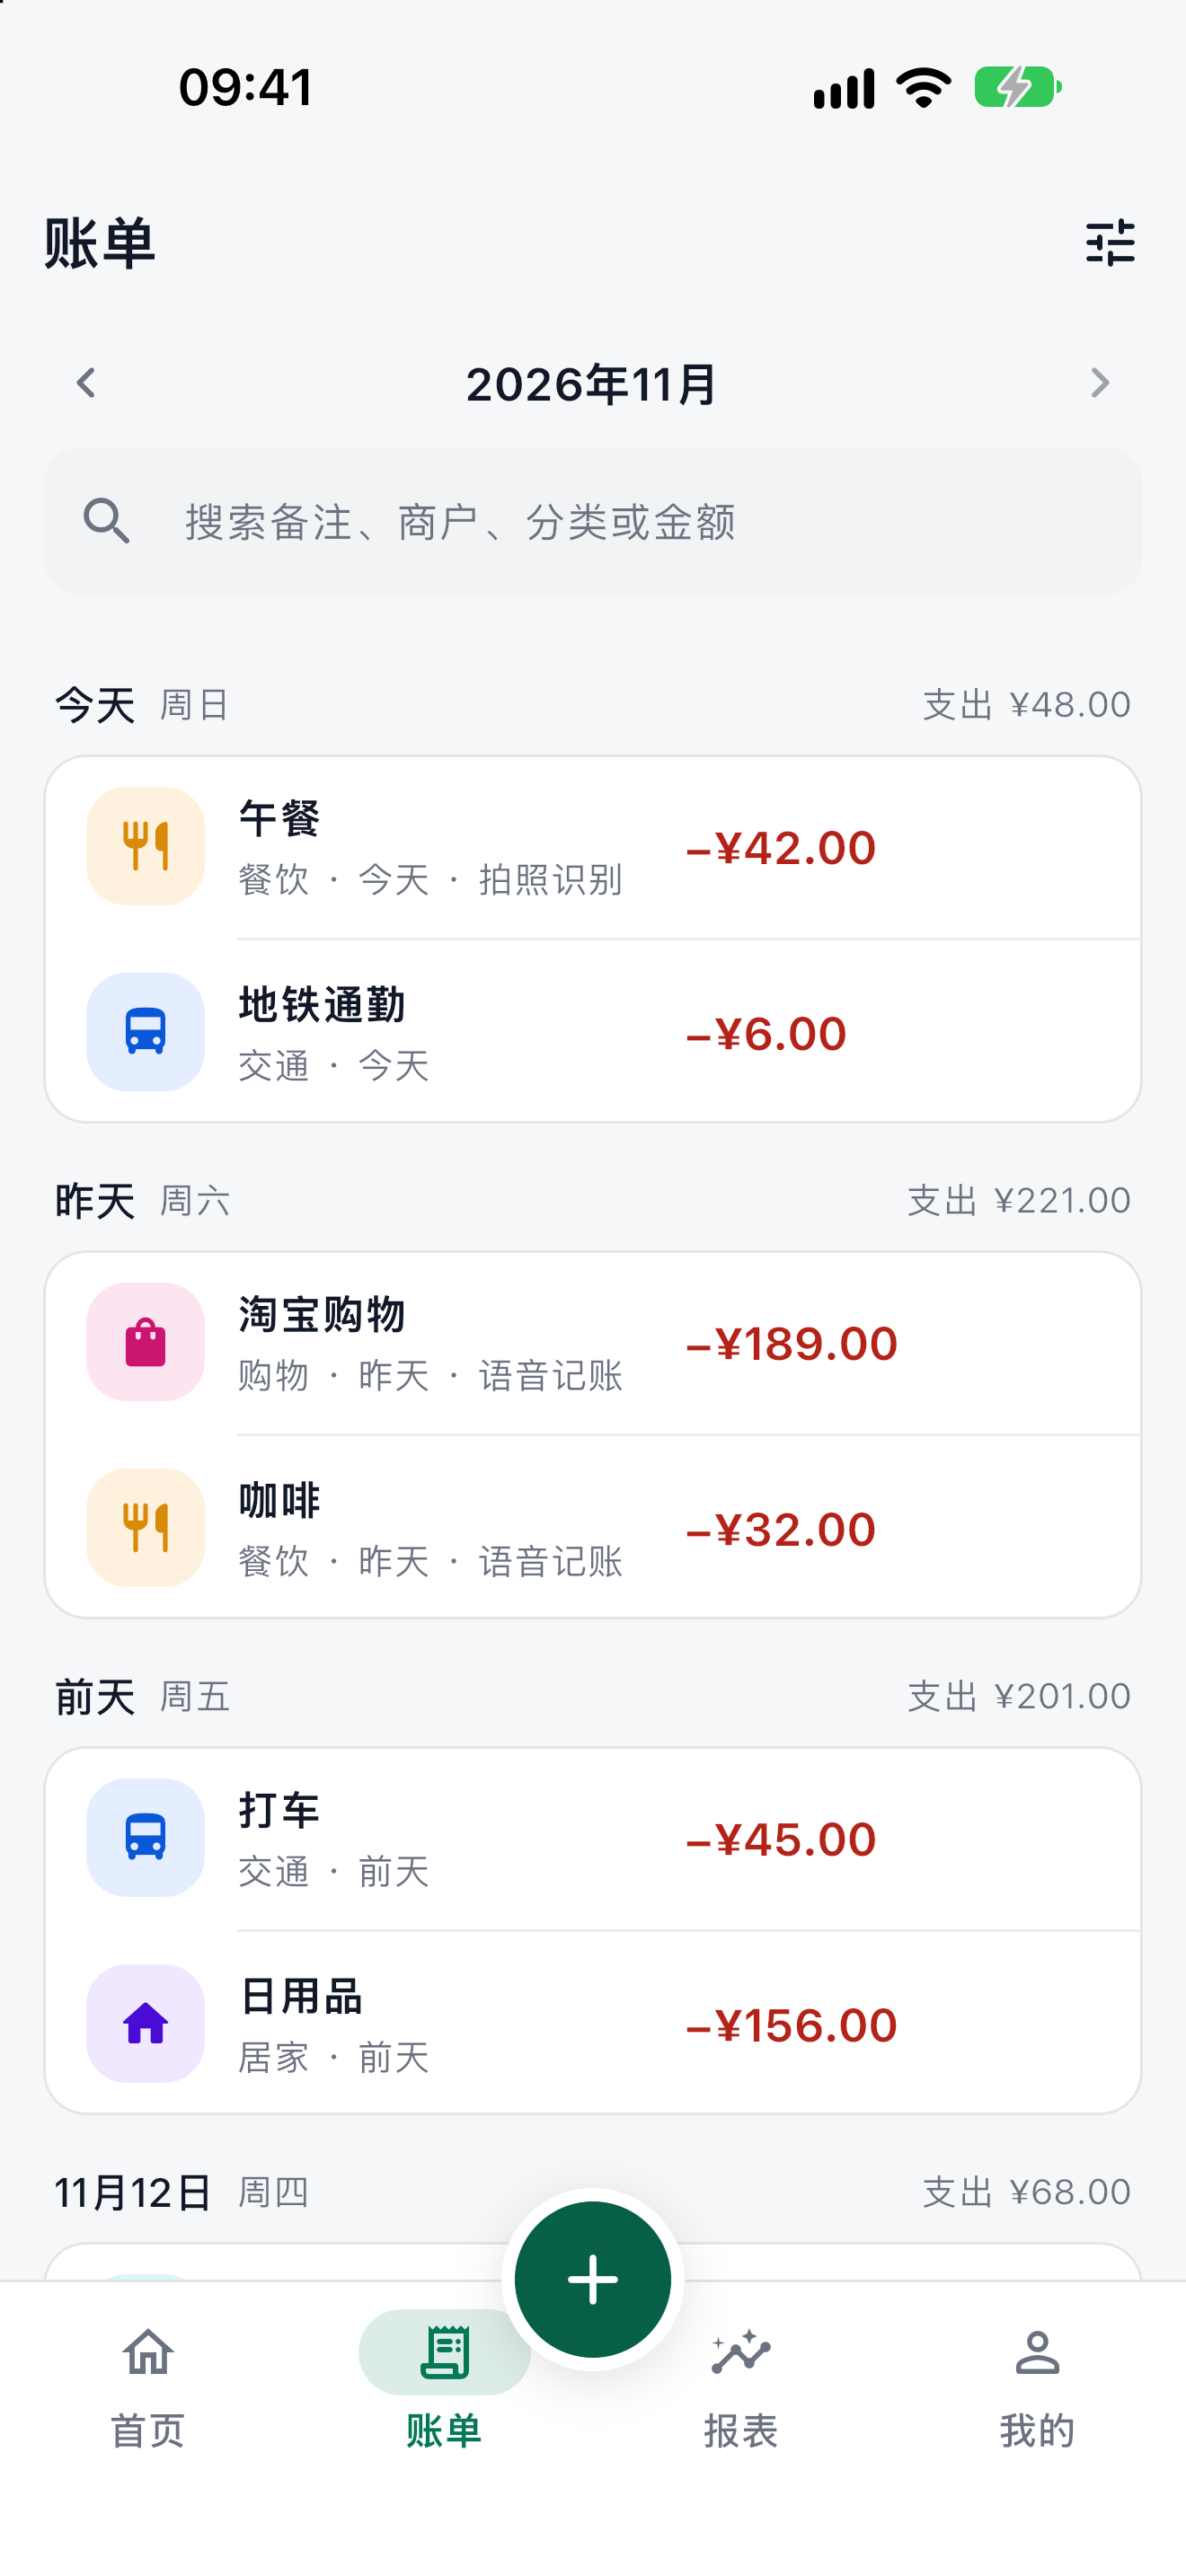 09:41
账单
2026年11月
搜索备注、商户、分类或金额
今天 周日 支出 ¥48.00
午餐
餐饮 · 今天 · 拍照识别
–¥42.00
地铁通勤
交通 · 今天
–¥6.00
昨天 周六 支出 ¥221.00
淘宝购物
购物 · 昨天 · 语音记账
–¥189.00
咖啡
餐饮 · 昨天 · 语音记账
–¥32.00
前天 周五 支出 ¥201.00
打车
交通 · 前天
–¥45.00
日用品
居家 · 前天
–¥156.00
11月12日 周四 支出 ¥68.00
首页 账单 报表 我的